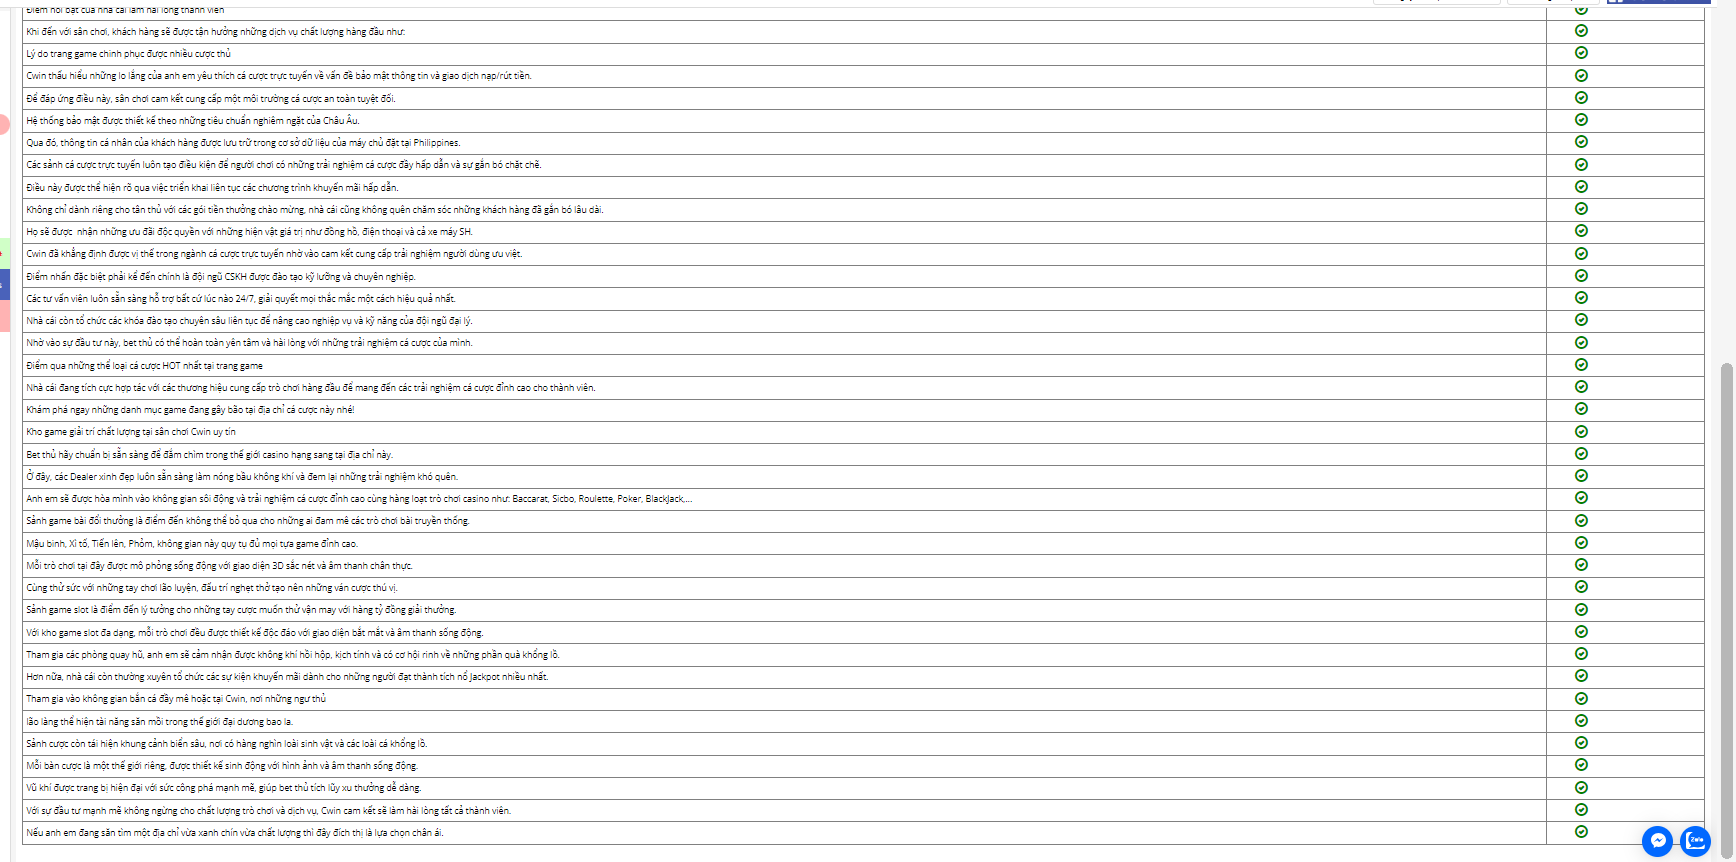 Điểm nổi bật của nhà cái làm hài lòng thành viên
Khi đến với sân chơi, khách hàng sẽ được tận hưởng những dịch vụ chất lượng hàng đầu như:
Lý do trang game chinh phục được nhiều cược thủ
Cwin thấu hiểu những lo lắng của anh em yêu thích cá cược trực tuyến về vấn đề bảo mật thông tin và giao dịch nạp/rút tiền.
Để đáp ứng điều này, sân chơi cam kết cung cấp một môi trường cá cược an toàn tuyệt đối.
Hệ thống bảo mật được thiết kế theo những tiêu chuẩn nghiêm ngặt của Châu Âu.
Qua đó, thông tin cá nhân của khách hàng được lưu trữ trong cơ sở dữ liệu của máy chủ đặt tại Philippines.
Các sảnh cá cược trực tuyến luôn tạo điều kiện để người chơi có những trải nghiệm cá cược đầy hấp dẫn và sự gắn bó chặt chẽ.
Điều này được thể hiện rõ qua việc triển khai liên tục các chương trình khuyến mãi hấp dẫn.
Không chỉ dành riêng cho tân thủ với các gói tiền thưởng chào mừng, nhà cái cũng không quên chăm sóc những khách hàng đã gắn bó lâu dài.
Họ sẽ được  nhận những ưu đãi độc quyền với những hiện vật giá trị như đồng hồ, điện thoại và cả xe máy SH.
Cwin đã khẳng định được vị thế trong ngành cá cược trực tuyến nhờ vào cam kết cung cấp trải nghiệm người dùng ưu việt.
Điểm nhấn đặc biệt phải kể đến chính là đội ngũ CSKH được đào tạo kỹ lưỡng và chuyên nghiệp.
Các tư vấn viên luôn sẵn sàng hỗ trợ bất cứ lúc nào 24/7, giải quyết mọi thắc mắc một cách hiệu quả nhất.
Nhà cái còn tổ chức các khóa đào tạo chuyên sâu liên tục để nâng cao nghiệp vụ và kỹ năng của đội ngũ đại lý.
Nhờ vào sự đầu tư này, bet thủ có thể hoàn toàn yên tâm và hài lòng với những trải nghiệm cá cược của mình.
Điểm qua những thể loại cá cược HOT nhất tại trang game
Nhà cái đang tích cực hợp tác với các thương hiệu cung cấp trò chơi hàng đầu để mang đến các trải nghiệm cá cược đỉnh cao cho thành viên.
Khám phá ngay những danh mục game đang gây bão tại địa chỉ cá cược này nhé!
Kho game giải trí chất lượng tại sân chơi Cwin uy tín
Bet thủ hãy chuẩn bị sẵn sàng để đắm chìm trong thế giới casino hạng sang tại địa chỉ này.
Ở đây, các Dealer xinh đẹp luôn sẵn sàng làm nóng bầu không khí và đem lại những trải nghiệm khó quên.
Anh em sẽ được hòa mình vào không gian sôi động và trải nghiệm cá cược đỉnh cao cùng hàng loạt trò chơi casino như: Baccarat, Sicbo, Roulette, Poker, Blackjack,...
Sảnh game bài đổi thưởng là điểm đến không thể bỏ qua cho những ai đam mê các trò chơi bài truyền thống.
Mậu binh, Xì tố, Tiến lên, Phỏm, không gian này quy tụ đủ mọi tựa game đỉnh cao.
Mỗi trò chơi tại đây được mô phỏng sống động với giao diện 3D sắc nét và âm thanh chân thực.
Cùng thử sức với những tay chơi lão luyện, đấu trí nghẹt thở tạo nên những ván cược thú vị.
Sảnh game slot là điểm đến lý tưởng cho những tay cược muốn thử vận may với hàng tỷ đồng giải thưởng.
Với kho game slot đa dạng, mỗi trò chơi đều được thiết kế độc đáo với giao diện bắt mắt và âm thanh sống động.
Tham gia các phòng quay hũ, anh em sẽ cảm nhận được không khí hồi hộp, kịch tính và có cơ hội rinh về những phần quà khổng lồ.
Hơn nữa, nhà cái còn thường xuyên tổ chức các sự kiện khuyến mãi dành cho những người đạt thành tích nổ Jackpot nhiều nhất.
Tham gia vào không gian bắn cá đầy mê hoặc tại Cwin, nơi những ngư thủ
lão làng thể hiện tài năng săn mồi trong thế giới đại dương bao la.
Sảnh cược còn tái hiện khung cảnh biển sâu, nơi có hàng nghìn loài sinh vật và các loài cá khổng lồ.
Mỗi bàn cược là một thế giới riêng, được thiết kế sinh động với hình ảnh và âm thanh sống động.
Vũ khí được trang bị hiện đại với sức công phá mạnh mẽ, giúp bet thủ tích lũy xu thưởng dễ dàng.
Với sự đầu tư mạnh mẽ không ngừng cho chất lượng trò chơi và dịch vụ, Cwin cam kết sẽ làm hài lòng tất cả thành viên.
Nếu anh em đang săn tìm một địa chỉ vừa xanh chín vừa chất lượng thì đây đích thị là lựa chọn chân ái.
Zalo